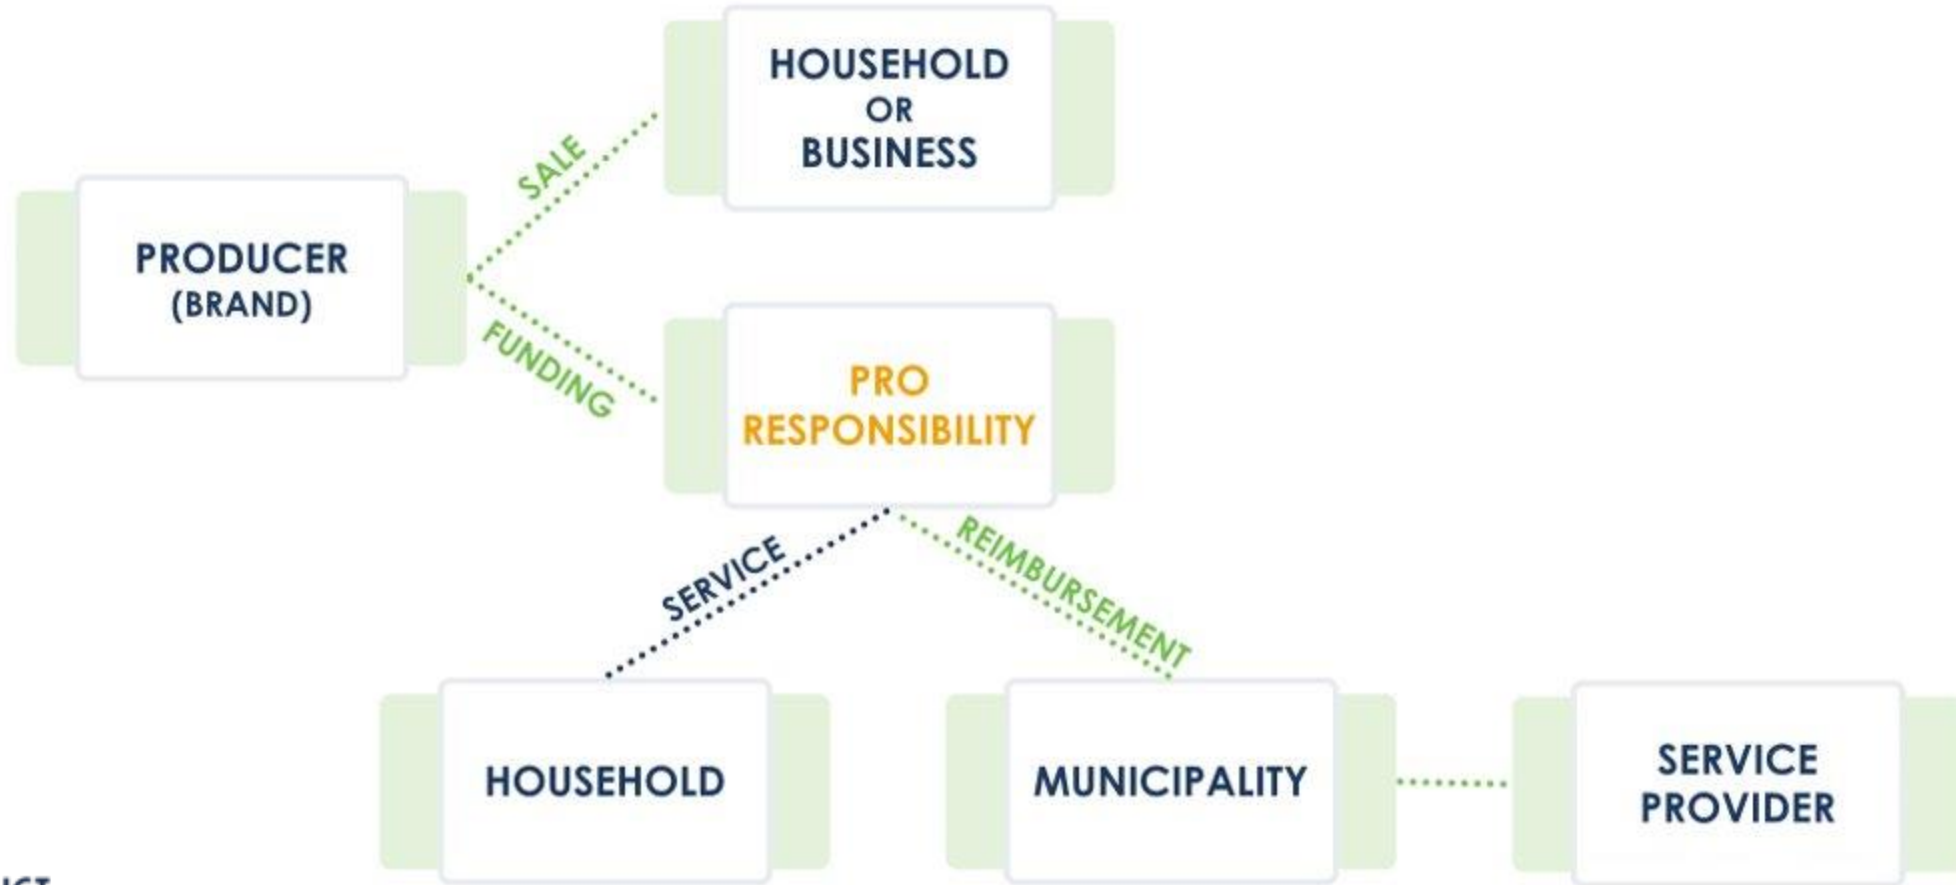 HOUSEHOLD
OR
BUSINESS
SALE
PRODUCER
(BRAND)
FUNDING
PRO
RESPONSIBILITY
SERVICE
REIMBURSEMENT
HOUSEHOLD
MUNICIPALITY
SERVICE
PROVIDER